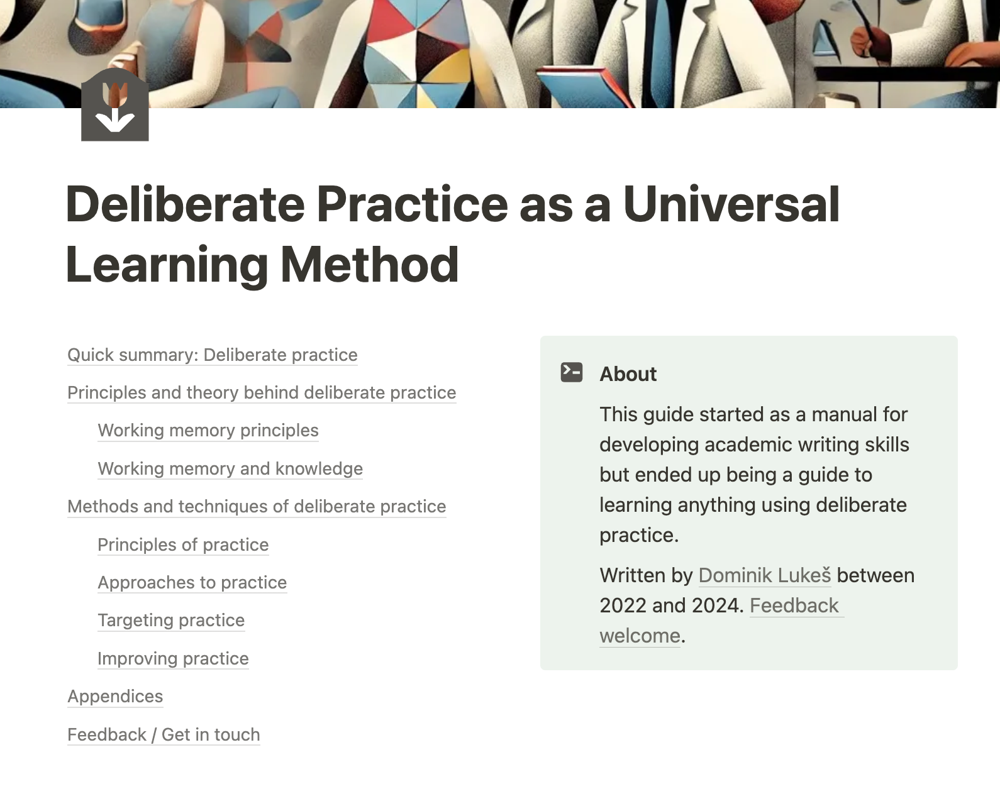 Deliberate Practice as a Universal
Learning Method
Quick summary: Deliberate practice
Principles and theory behind deliberate practice
Working memory principles
Working memory and knowledge
Methods and techniques of deliberate practice
Principles of practice
Approaches to practice
Targeting practice
Improving practice
Appendices
Feedback / Get in touch
About
This guide started as a manual for
developing academic writing skills
but ended up being a guide to
learning anything using deliberate
practice.
Written by Dominik Lukeš between
2022 and 2024. Feedback
welcome.